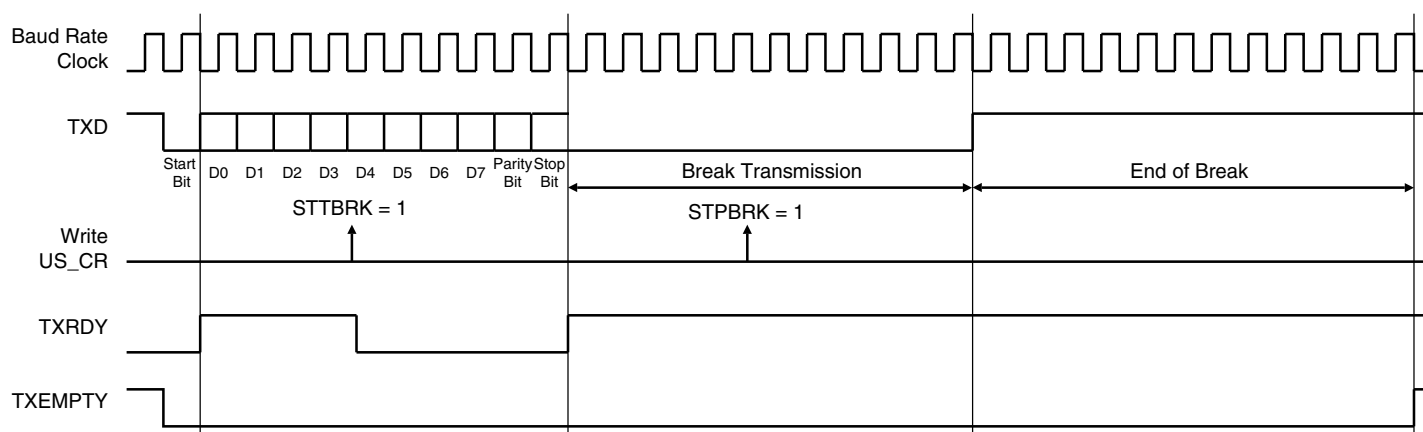 Baud Rate
Clock
TXD
Start
Bit
D0 D1 D2 D3 D4 D5 D6 D7
Parity
Bit
Stop
Bit
Break Transmission
End of Break
STTBRK = 1
STPBRK = 1
Write
US_CR
TXRDY
TXEMPTY